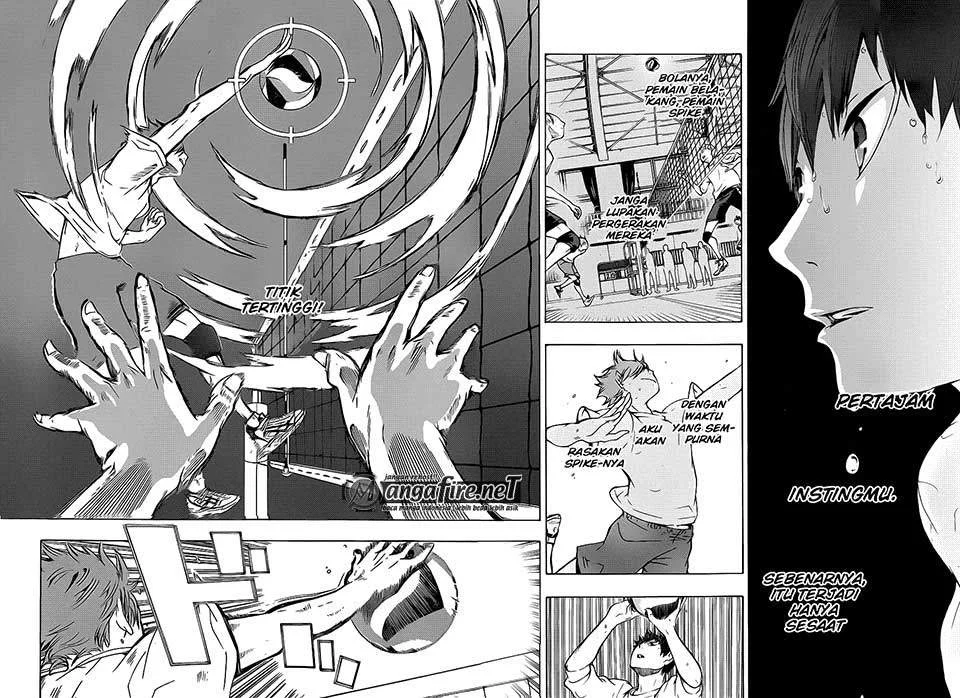 PERTAJAM
INSTINGMU.
SEBENARNYA,
ITU TERJADI
HANYA
SESAAT
BOLANYA,
PEMAIN BELA-
KANG, PEMAIN
SPIKE.
JANGA
LUPAKAN
PERGERAKAN
MEREKA
DENGAN
WAKTU
YANG SEM-
PURNA
AKU
AKAN
RASAKAN
SPIKE-NYA
TITIK
TERTINGGI!!
Mangafire.neT